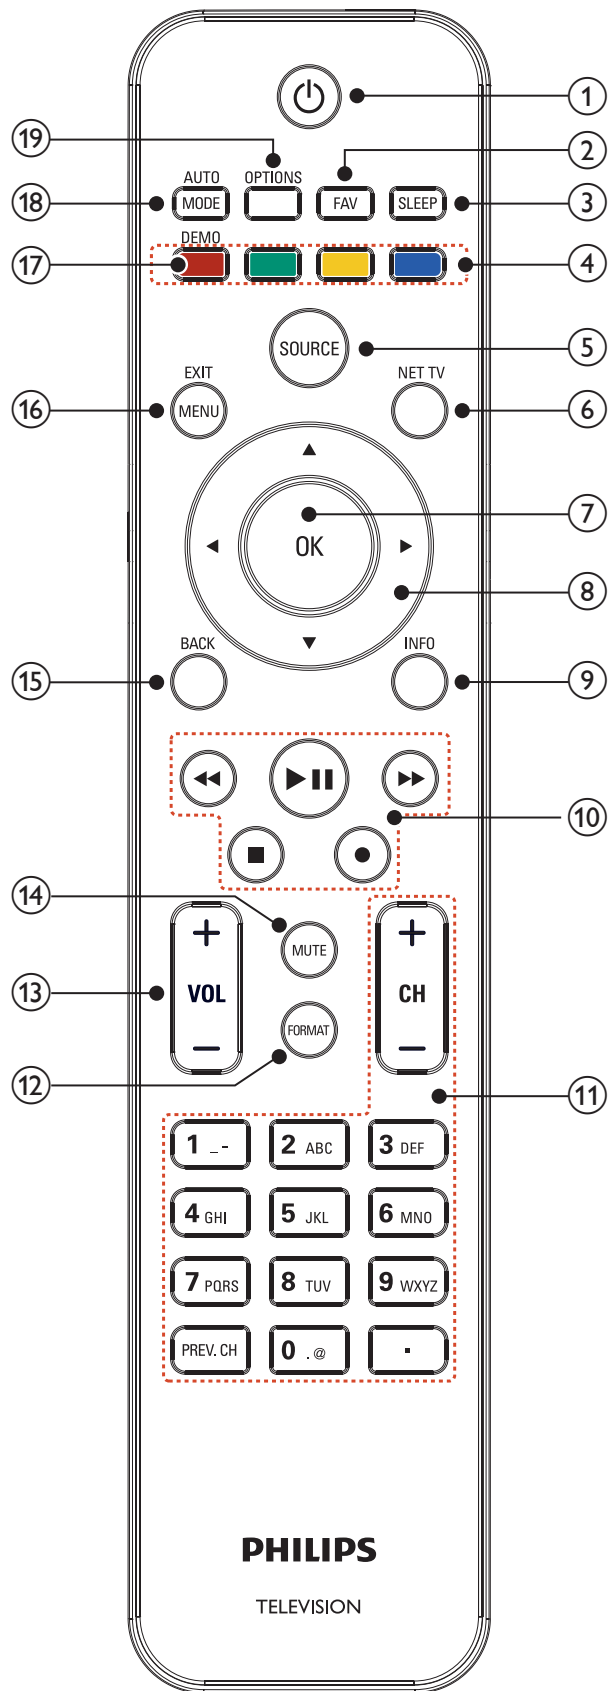 1
19
2
AUTO OPTIONS
18 MODE FAV SLEEP 3
DEMO
17 4
SOURCE 5
EXIT NET TV
16 MENU 6
7
OK
8
BACK INFO
15 9
10
14
+ MUTE +
13 VOL CH
FORMAT
− −
12 11
1 _- 2 ABC 3 DEF
4 GHI 5 JKL 6 MNO
7 PQRS 8 TUV 9 WXYZ
PREV. CH 0 .@ .
PHILIPS
TELEVISION